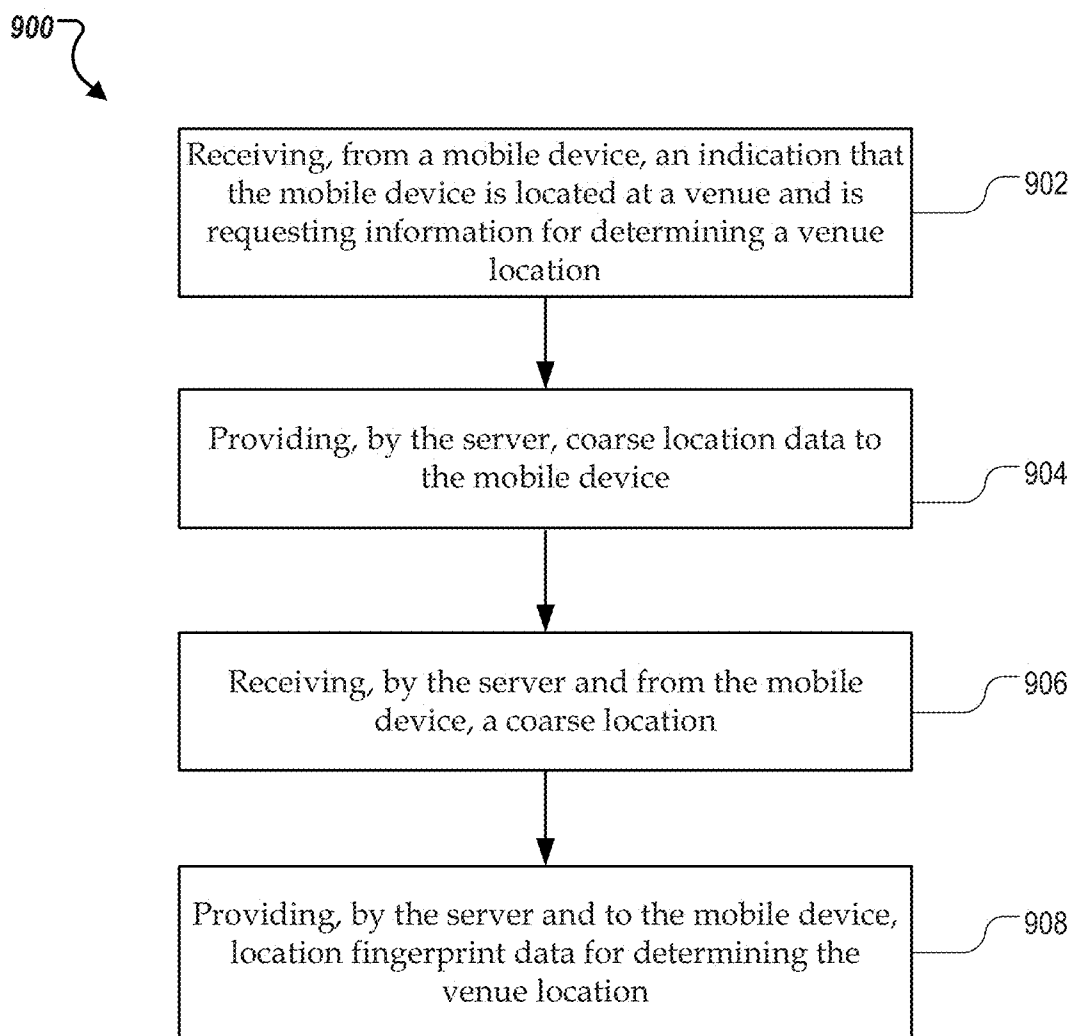 900
Receiving, from a mobile device, an indication that
the mobile device is located at a venue and is
requesting information for determining a venue
location
902
Providing, by the server, coarse location data to
the mobile device
904
Receiving, by the server and from the mobile
device, a coarse location
906
Providing, by the server and to the mobile device,
location fingerprint data for determining the
venue location
908